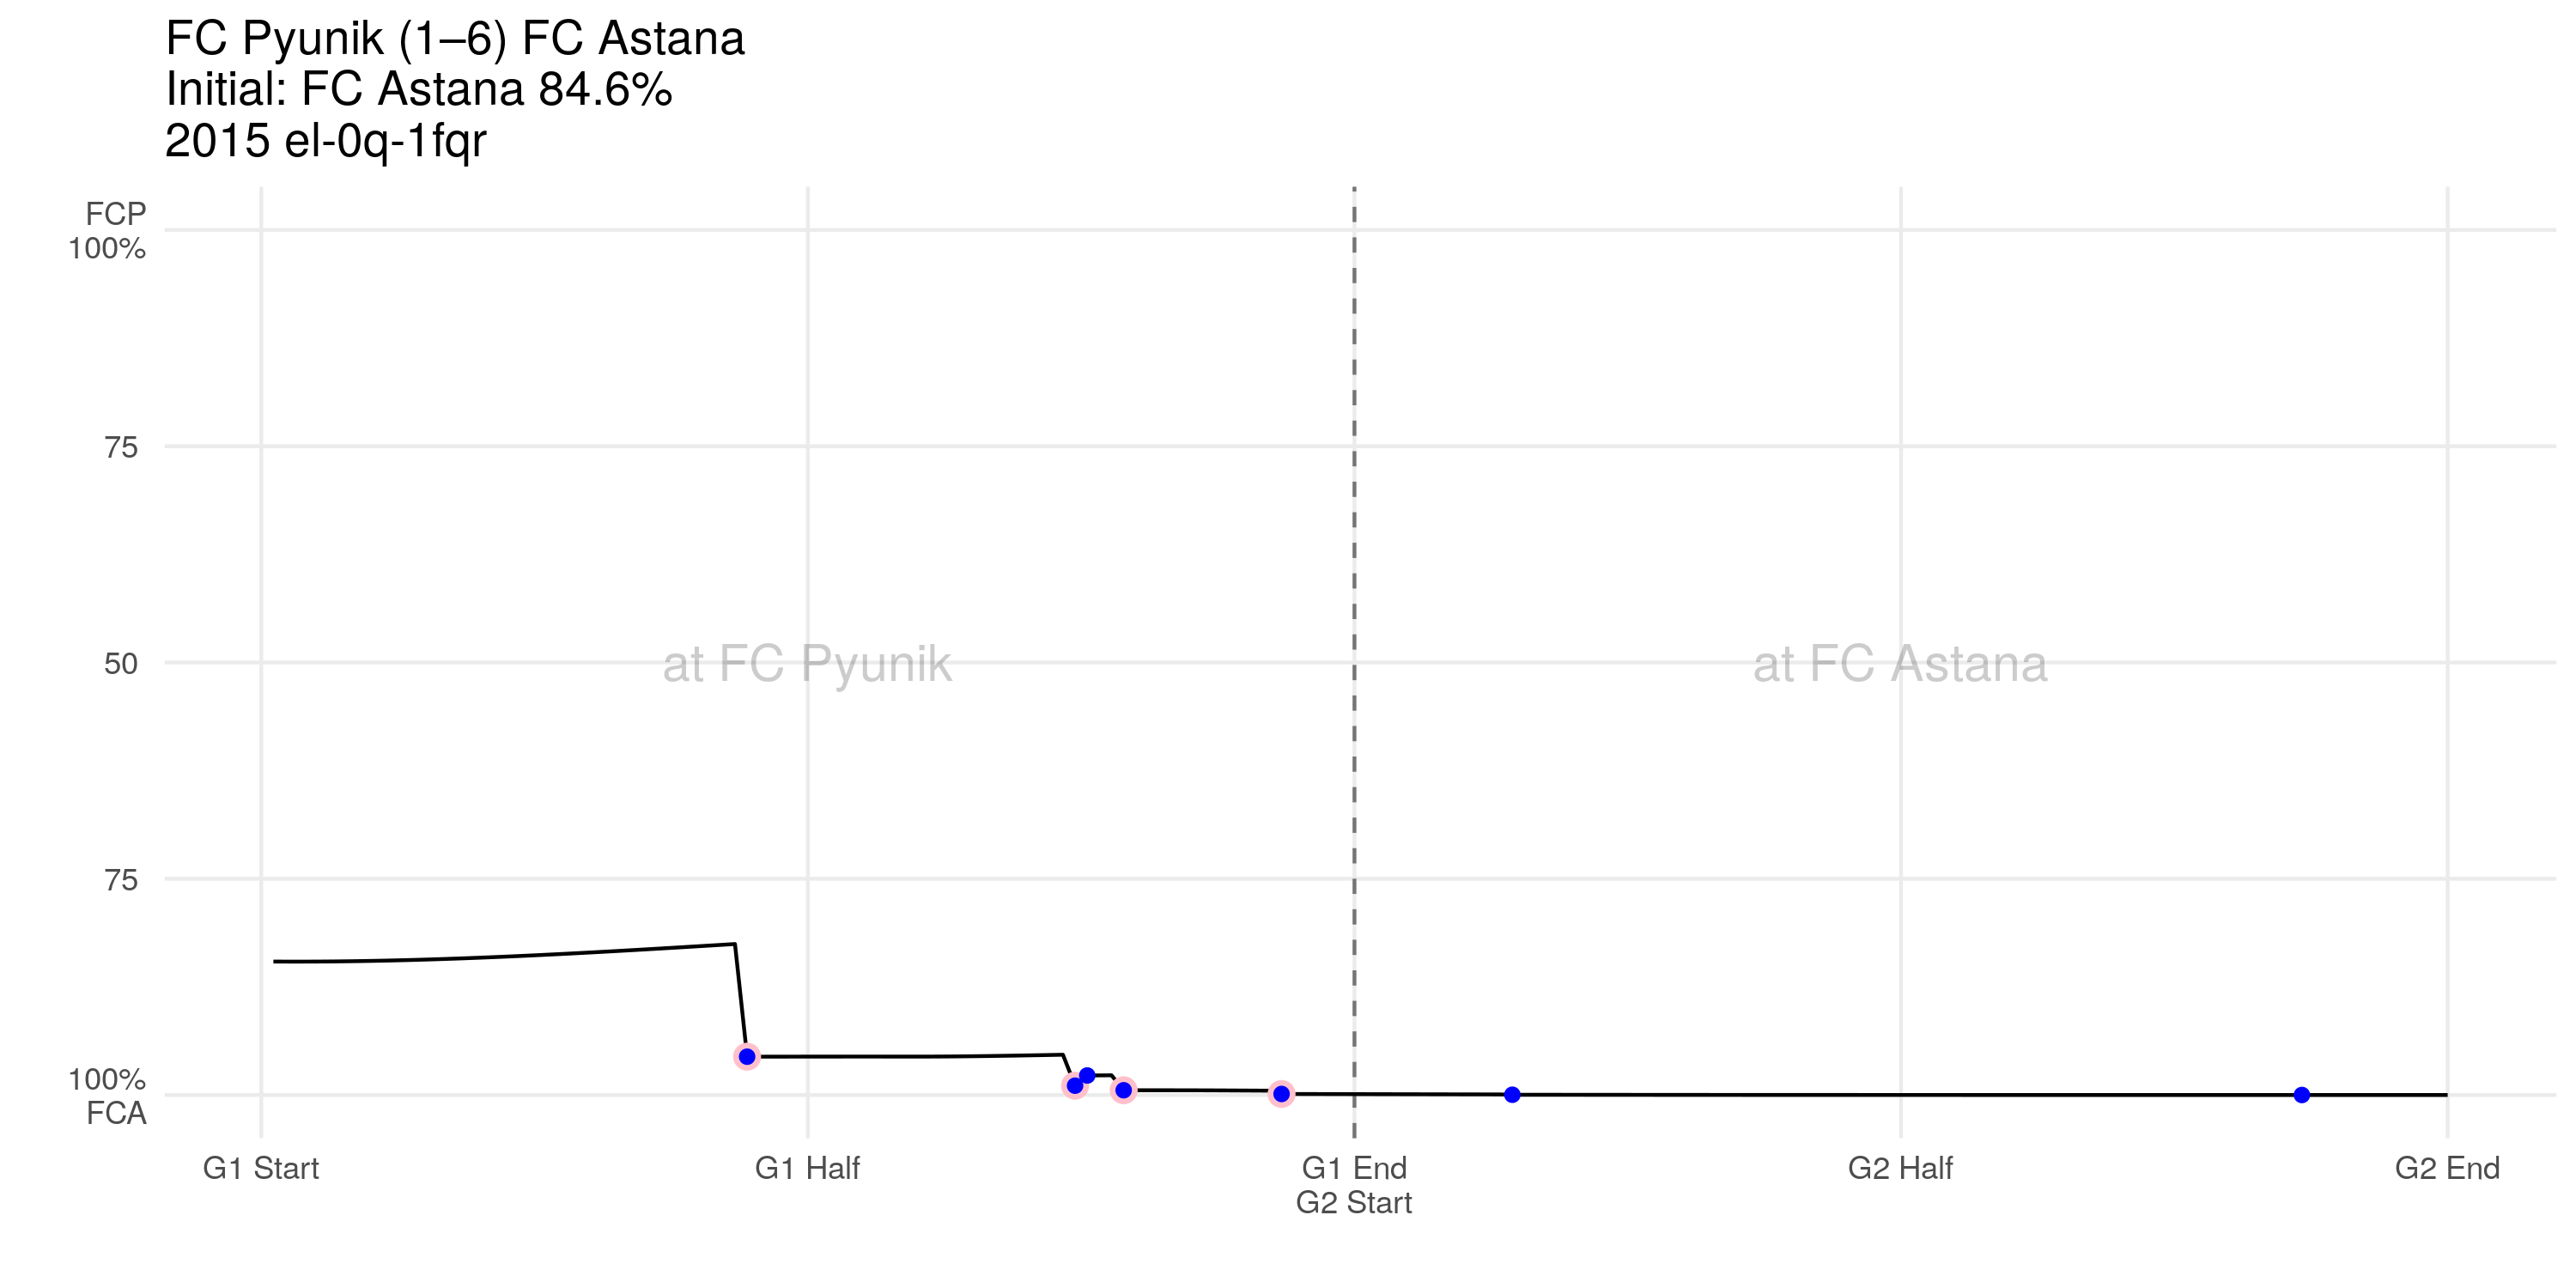 FC Pyunik (1–6) FC Astana
Initial: FC Astana 84.6%
2015 el-0q-1fqr
FCP
100%
75
50
at FC Pyunik
at FC Astana
75
100%
FCA
G1 Start
G1 Half
G1 End
G2 Start
G2 Half
G2 End